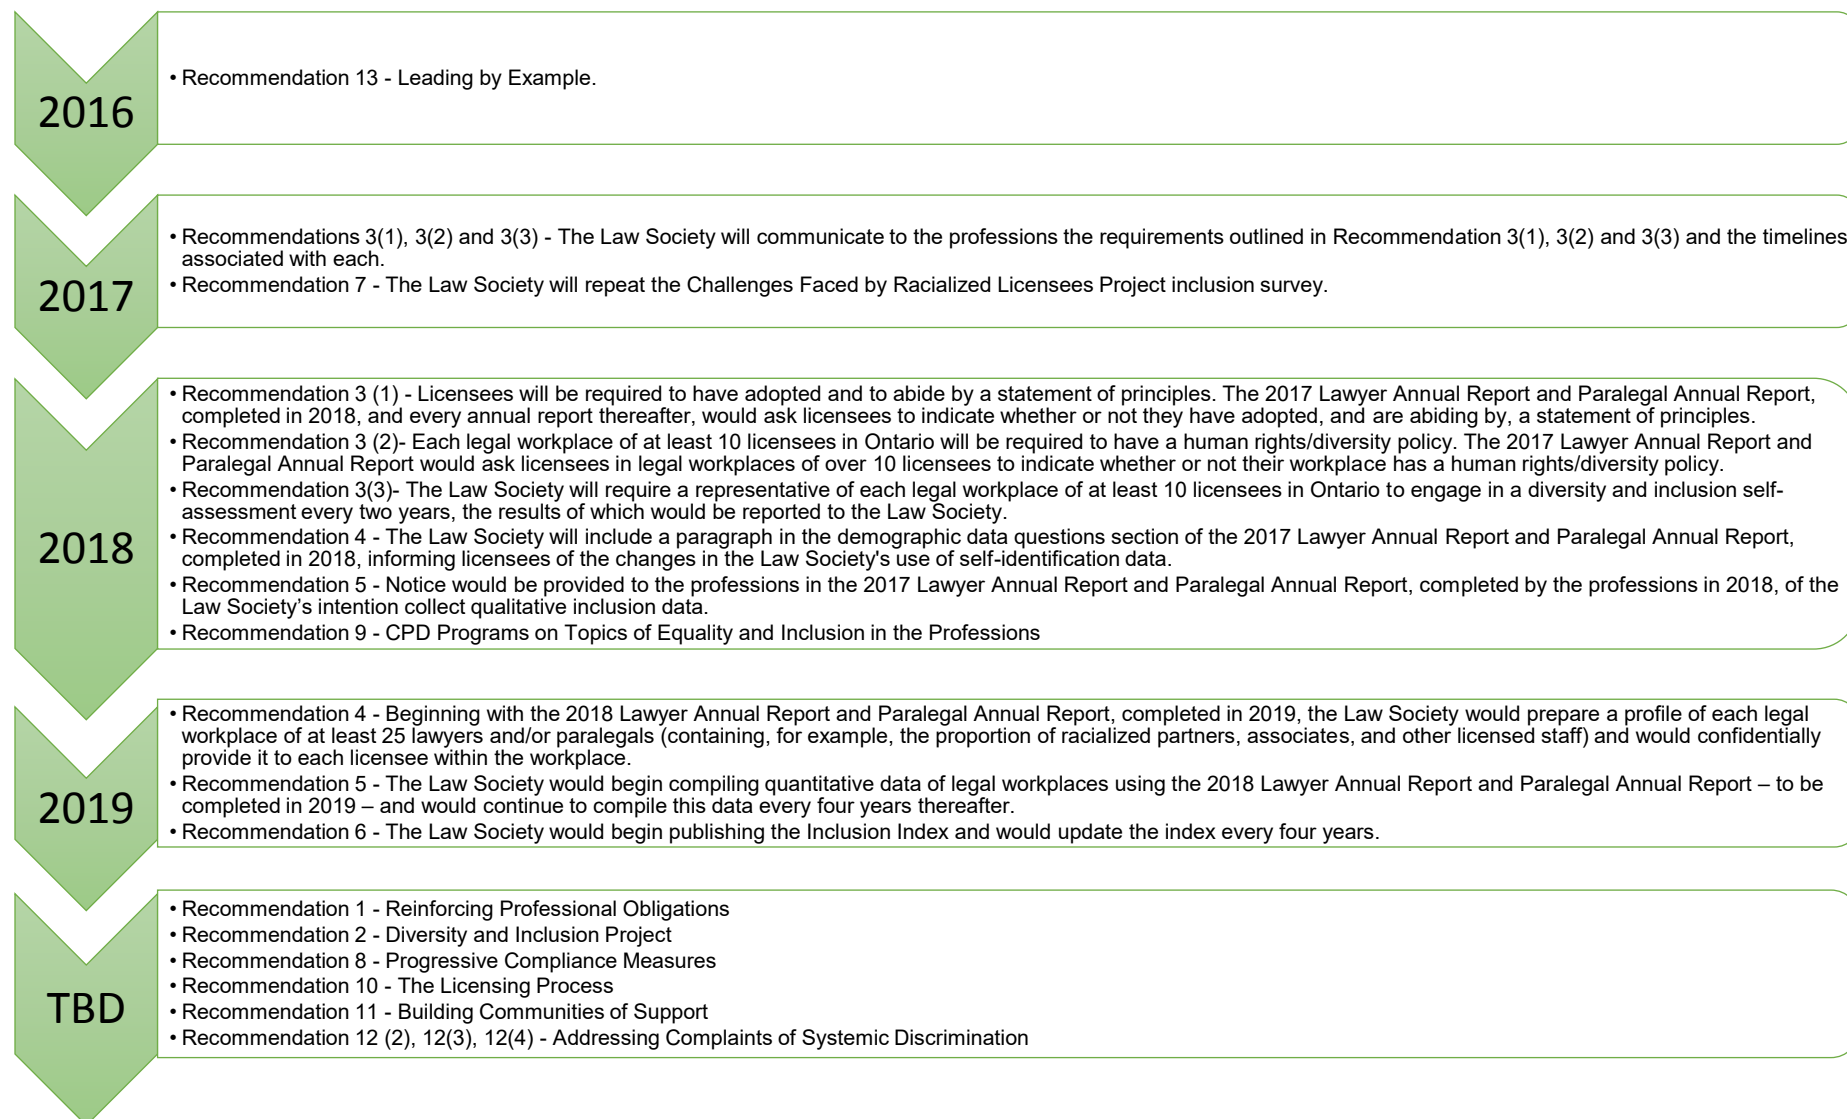 2016
• Recommendation 13 - Leading by Example.
2017
• Recommendations 3(1), 3(2) and 3(3) - The Law Society will communicate to the professions the requirements outlined in Recommendation 3(1), 3(2) and 3(3) and the timelines
associated with each.
• Recommendation 7 - The Law Society will repeat the Challenges Faced by Racialized Licensees Project inclusion survey.
2018
• Recommendation 3 (1) - Licensees will be required to have adopted and to abide by a statement of principles. The 2017 Lawyer Annual Report and Paralegal Annual Report,
completed in 2018, and every annual report thereafter, would ask licensees to indicate whether or not they have adopted, and are abiding by, a statement of principles.
• Recommendation 3 (2)- Each legal workplace of at least 10 licensees in Ontario will be required to have a human rights/diversity policy. The 2017 Lawyer Annual Report and
Paralegal Annual Report would ask licensees in legal workplaces of over 10 licensees to indicate whether or not their workplace has a human rights/diversity policy.
• Recommendation 3(3)- The Law Society will require a representative of each legal workplace of at least 10 licensees in Ontario to engage in a diversity and inclusion self-
assessment every two years, the results of which would be reported to the Law Society.
• Recommendation 4 - The Law Society will include a paragraph in the demographic data questions section of the 2017 Lawyer Annual Report and Paralegal Annual Report,
completed in 2018, informing licensees of the changes in the Law Society's use of self-identification data.
• Recommendation 5 - Notice would be provided to the professions in the 2017 Lawyer Annual Report and Paralegal Annual Report, completed by the professions in 2018, of the
Law Society’s intention collect qualitative inclusion data.
• Recommendation 9 - CPD Programs on Topics of Equality and Inclusion in the Professions
2019
• Recommendation 4 - Beginning with the 2018 Lawyer Annual Report and Paralegal Annual Report, completed in 2019, the Law Society would prepare a profile of each legal
workplace of at least 25 lawyers and/or paralegals (containing, for example, the proportion of racialized partners, associates, and other licensed staff) and would confidentially
provide it to each licensee within the workplace.
• Recommendation 5 - The Law Society would begin compiling quantitative data of legal workplaces using the 2018 Lawyer Annual Report and Paralegal Annual Report – to be
completed in 2019 – and would continue to compile this data every four years thereafter.
• Recommendation 6 - The Law Society would begin publishing the Inclusion Index and would update the index every four years.
TBD
• Recommendation 1 - Reinforcing Professional Obligations
• Recommendation 2 - Diversity and Inclusion Project
• Recommendation 8 - Progressive Compliance Measures
• Recommendation 10 - The Licensing Process
• Recommendation 11 - Building Communities of Support
• Recommendation 12 (2), 12(3), 12(4) - Addressing Complaints of Systemic Discrimination